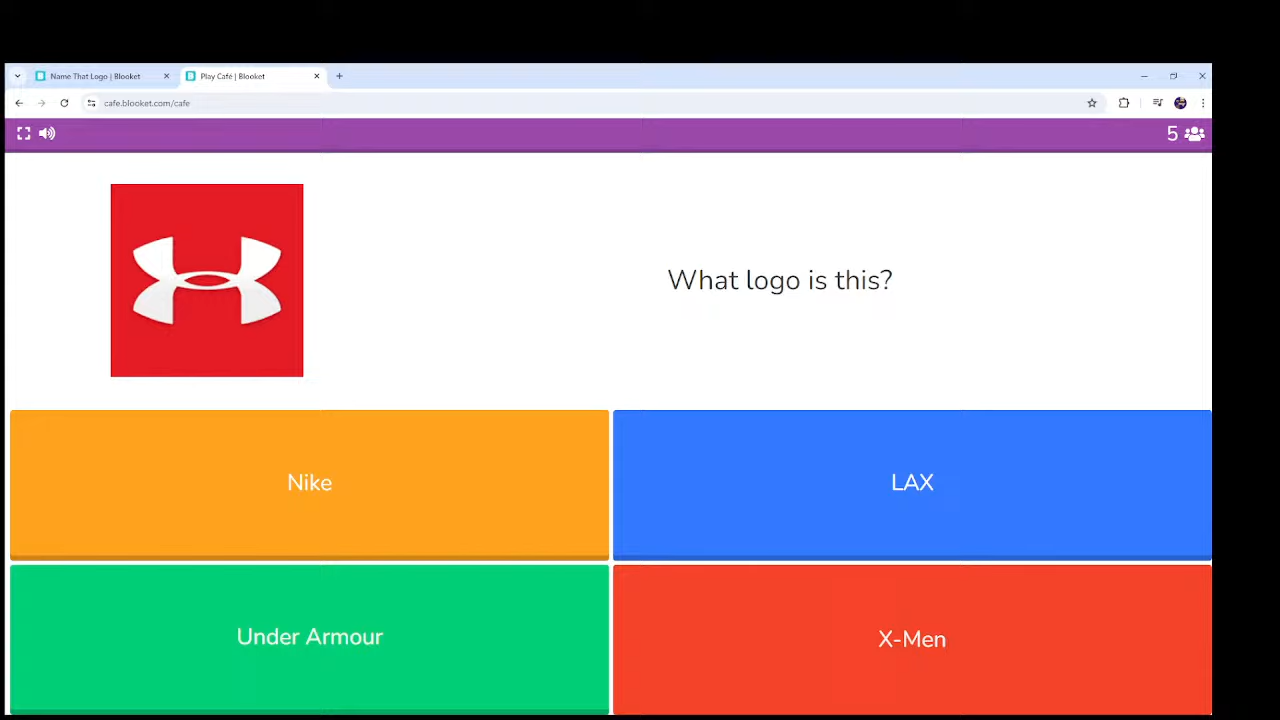 Name That Logo | Blooket
Play Café | Blooket
cafe.blooket.com/cafe
5
What logo is this?
Nike
LAX
Under Armour
X-Men